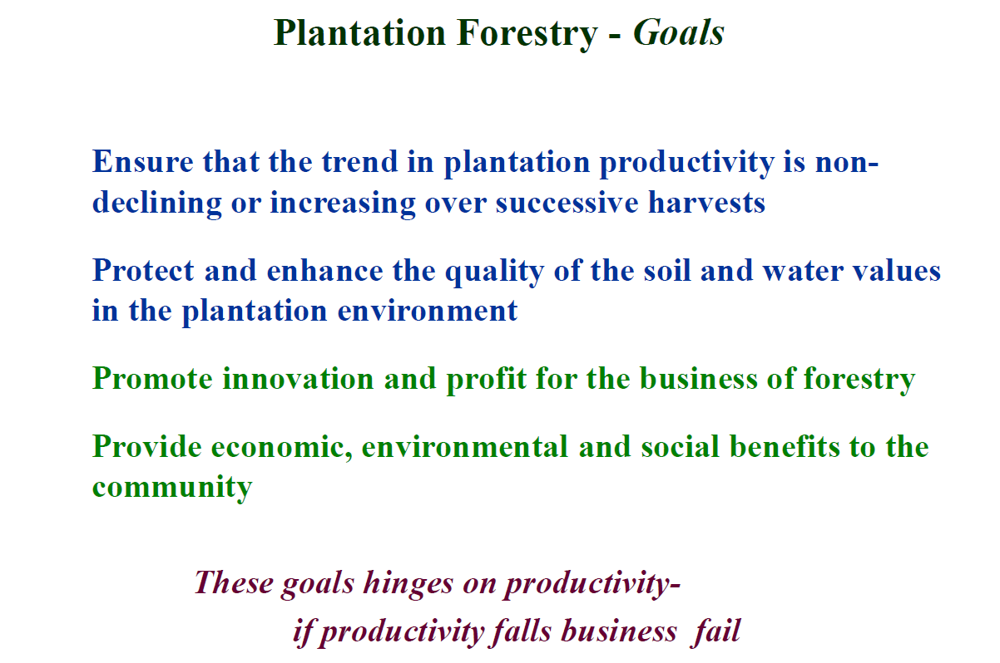 Plantation Forestry - Goals
Ensure that the trend in plantation productivity is non-
declining or increasing over successive harvests
Protect and enhance the quality of the soil and water values
in the plantation environment
Promote innovation and profit for the business of forestry
Provide economic, environmental and social benefits to the
community
These goals hinges on productivity-
if productivity falls business  fail